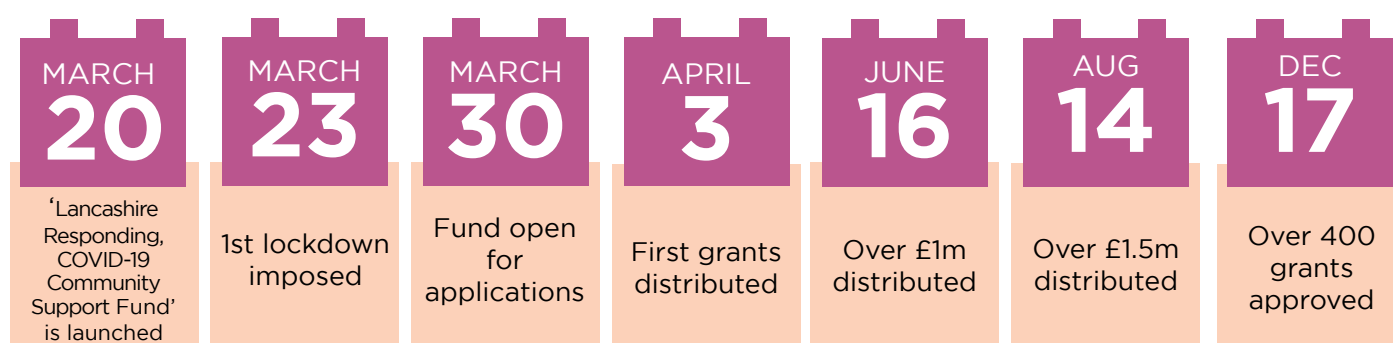 MARCH
20
‘Lancashire
Responding,
COVID-19
Community
Support Fund’
is launched
MARCH
23
1st lockdown
imposed
MARCH
30
Fund open
for
applications
APRIL
3
First grants
distributed
JUNE
16
Over £1m
distributed
AUG
14
Over £1.5m
distributed
DEC
17
Over 400
grants
approved